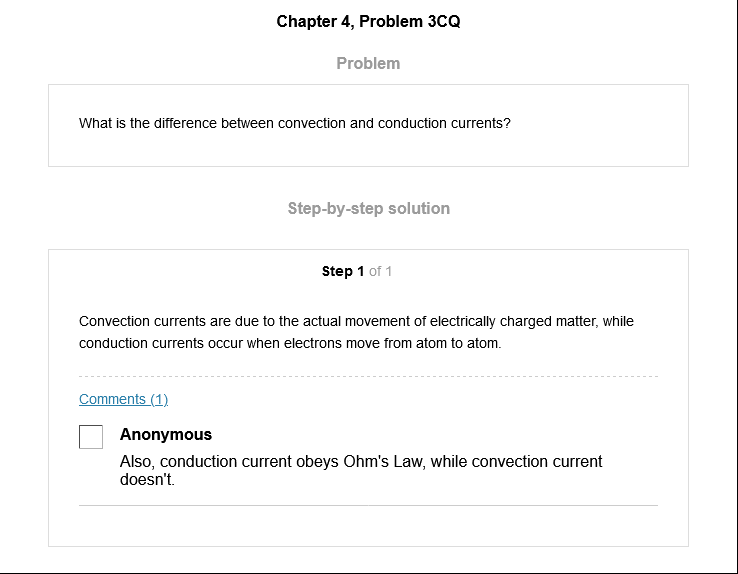 Chapter 4, Problem 3CQ
Problem
What is the difference between convection and conduction currents?
Step-by-step solution
Step 1 of 1
Convection currents are due to the actual movement of electrically charged matter, while
conduction currents occur when electrons move from atom to atom.
Comments (1)
Anonymous
Also, conduction current obeys Ohm's Law, while convection current
doesn't.